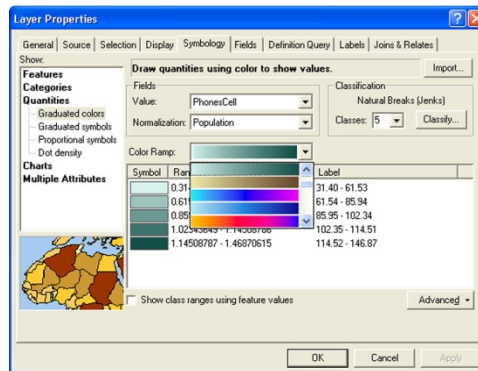 Layer Properties
General Source Selection Display Symbology Fields Definition Query Labels Joins & Relates
Show:
Features
Categories
Quantities
Graduated colors
Graduated symbols
Proportional symbols
Dot density
Charts
Multiple Attributes
Draw quantities using color to show values.
Import...
Fields
Value: PhonesCell
Normalization: Population
Classification
Natural Breaks (Jenks)
Classes: 5 Classify...
Color Ramp:
Symbol Label
31.40 - 61.53
61.54 - 85.94
85.95 - 102.34
102.35 - 114.51
1.14508787 - 1.46870615 114.52 - 146.87
Show class ranges using feature values
Advanced
OK Cancel Apply